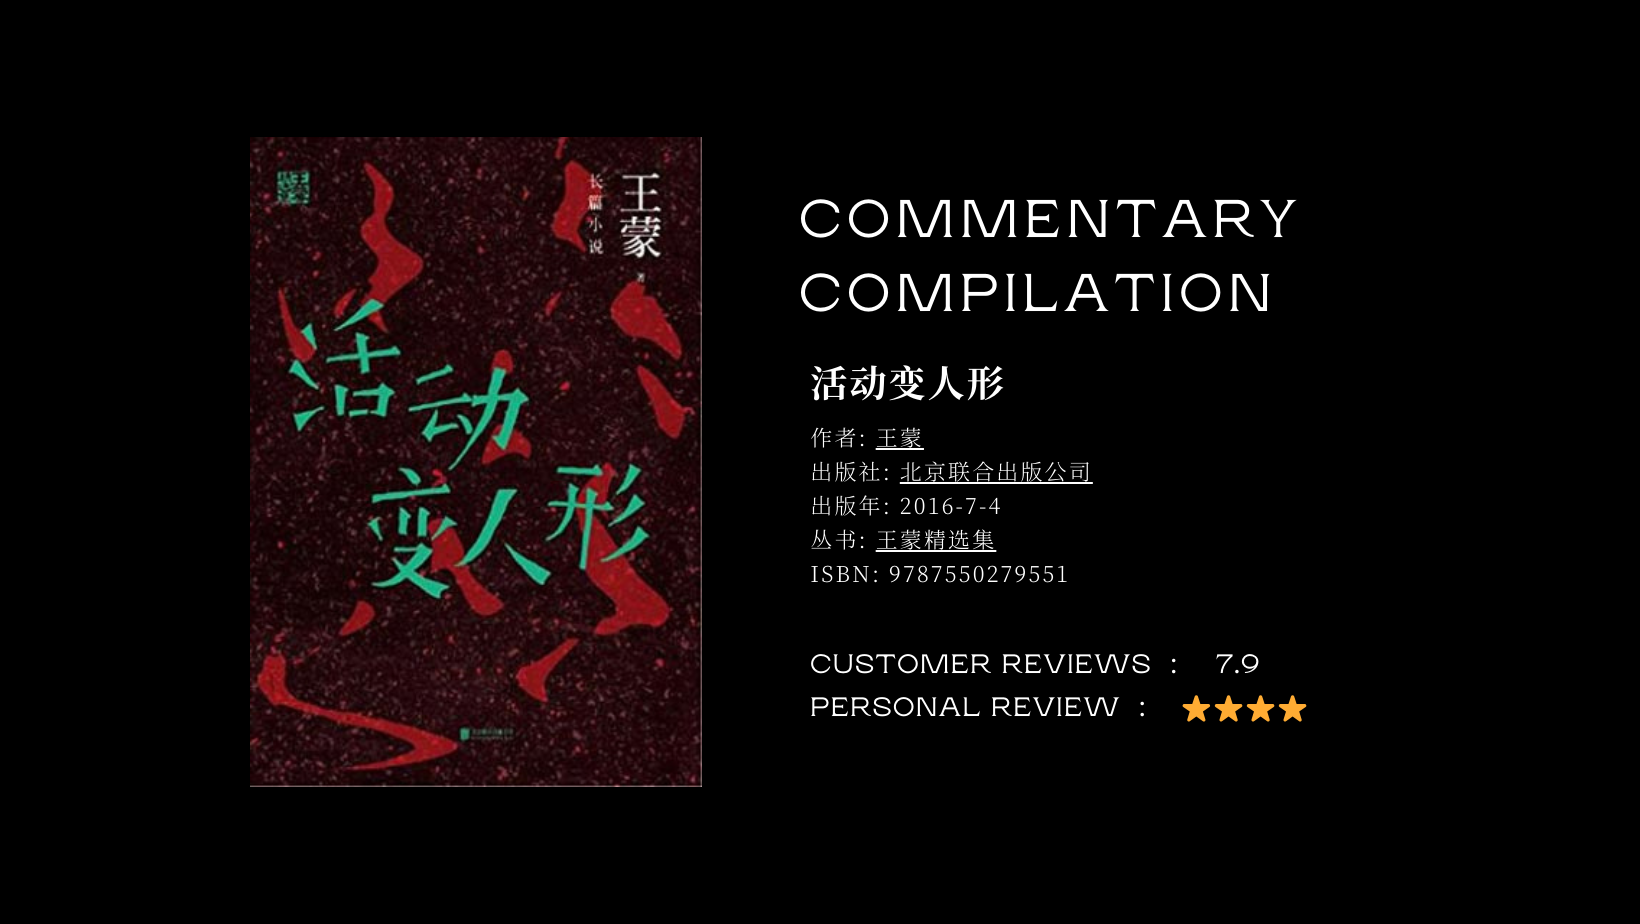 王蒙
著
长篇小说
活动
变人形
COMMENTARY
COMPILATION
活动变人形
作者: 王蒙
出版社: 北京联合出版公司
出版年: 2016-7-4
丛书: 王蒙精选集
ISBN: 9787550279551
CUSTOMER REVIEWS : 7.9
PERSONAL REVIEW : ⭐⭐⭐⭐